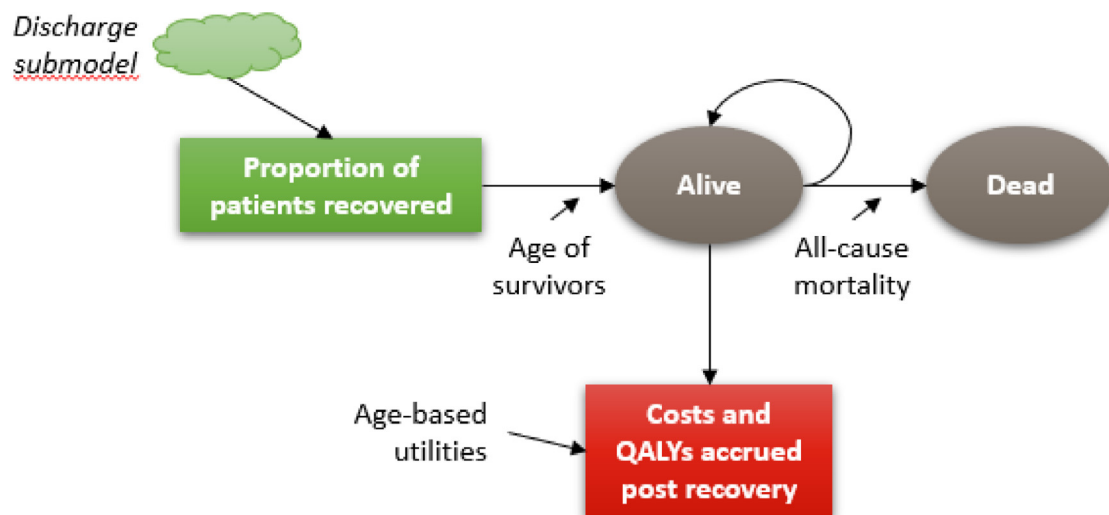 Discharge
submodel
Proportion of
patients recovered
Alive
Dead
Age of
survivors
All-cause
mortality
Age-based
utilities
Costs and
QALYs accrued
post recovery